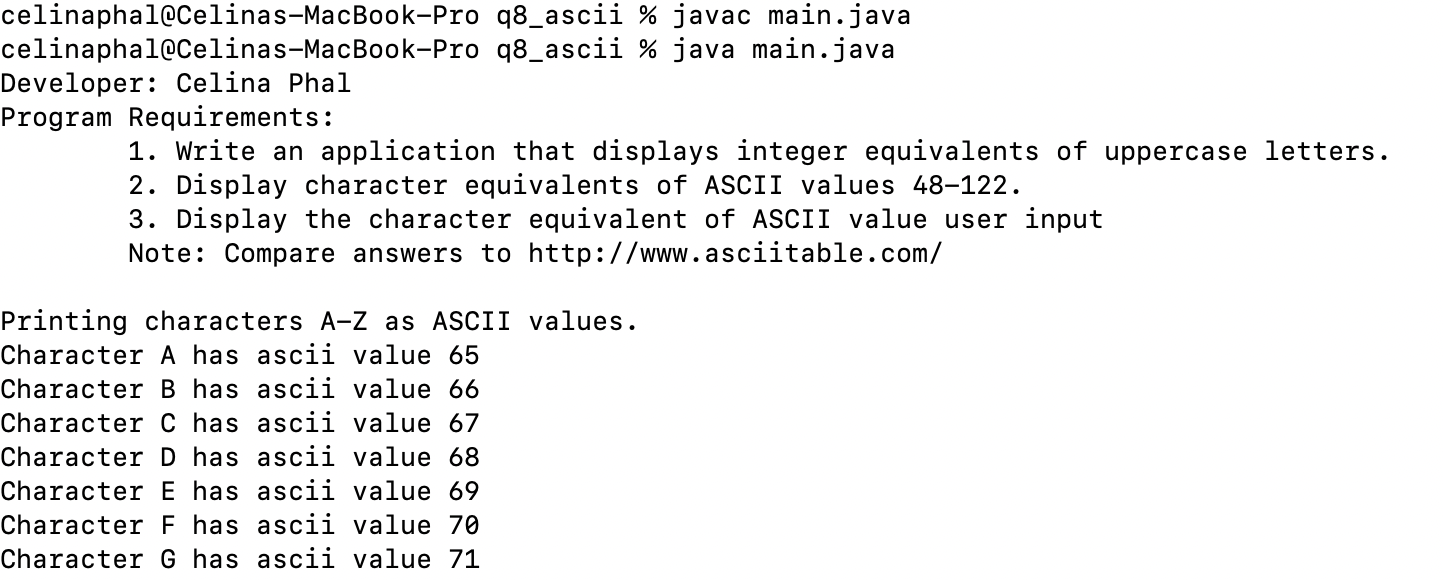 celinaphal@Celinas-MacBook-Pro q8_ascii % javac main.java
celinaphal@Celinas-MacBook-Pro q8_ascii % java main.java
Developer: Celina Phal
Program Requirements:
1. Write an application that displays integer equivalents of uppercase letters.
2. Display character equivalents of ASCII values 48-122.
3. Display the character equivalent of ASCII value user input
Note: Compare answers to http://www.asciitable.com/
Printing characters A-Z as ASCII values.
Character A has ascii value 65
Character B has ascii value 66
Character C has ascii value 67
Character D has ascii value 68
Character E has ascii value 69
Character F has ascii value 70
Character G has ascii value 71